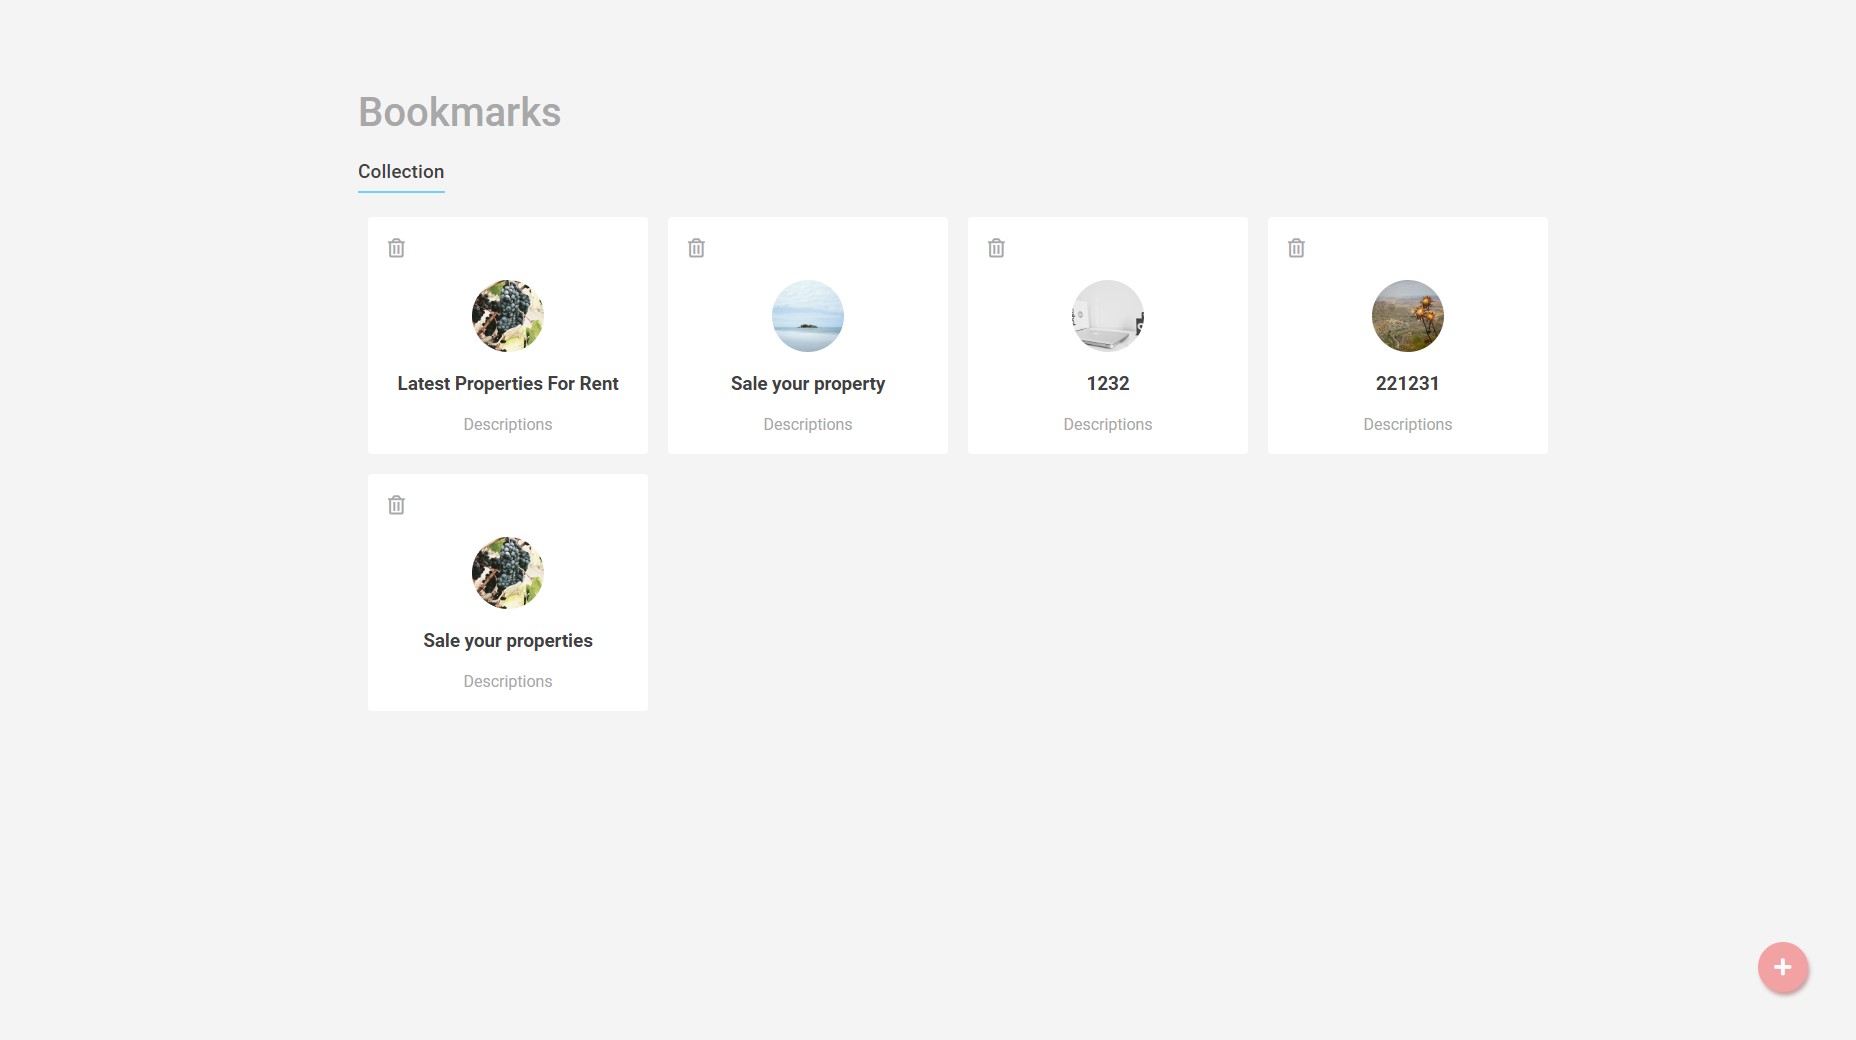 Bookmarks
Collection
Latest Properties For Rent
Descriptions
Sale your property
Descriptions
1232
Descriptions
221231
Descriptions
Sale your properties
Descriptions